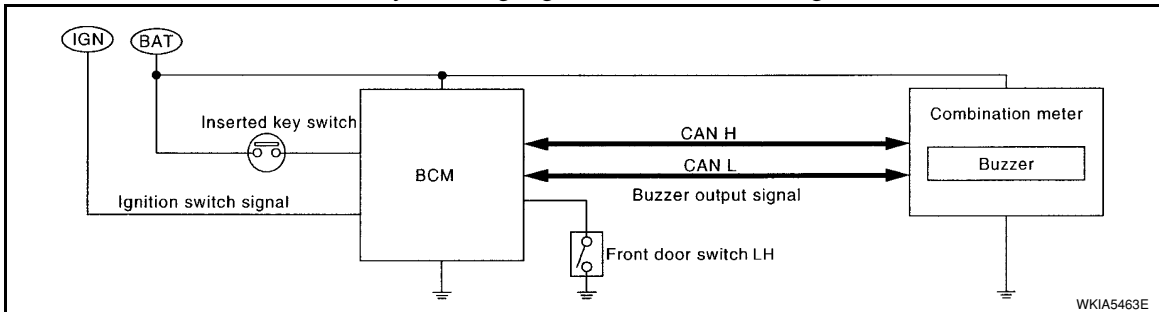 IGN
BAT
Inserted key switch
Ignition switch signal
BCM
CAN H
CAN L
Buzzer output signal
Front door switch LH
Combination meter
Buzzer
WKIA5463E